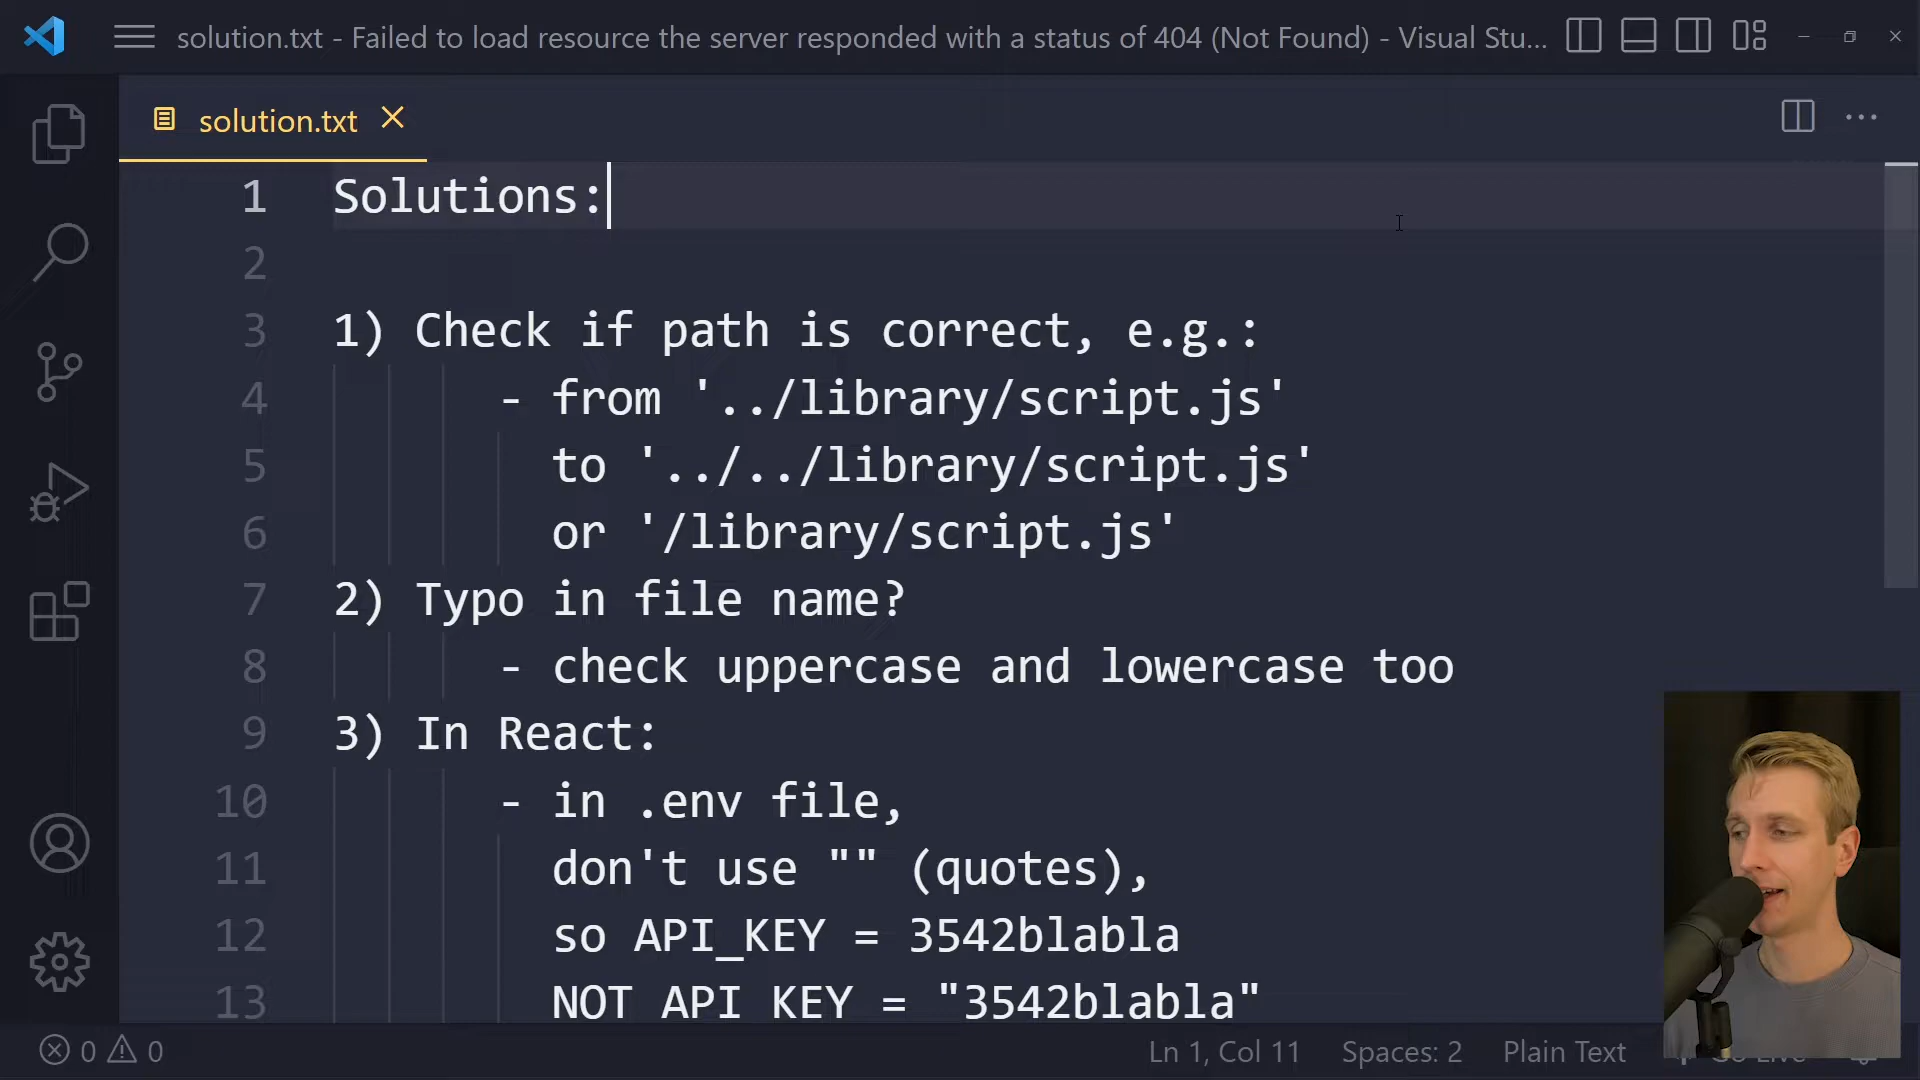 solution.txt - Failed to load resource the server responded with a status of 404 (Not Found) - Visual Stu...
solution.txt
1 Solutions:
2
3 1) Check if path is correct, e.g.:
4 - from '../library/script.js'
5 to '../../library/script.js'
6 or '/library/script.js'
7 2) Typo in file name?
8 - check uppercase and lowercase too
9 3) In React:
10 - in .env file,
11 don't use "" (quotes),
12 so API_KEY = 3542blabla
13 NOT API KEY = "3542blabla"
0 0 Ln 1, Col 11 Spaces: 2 Plain Text